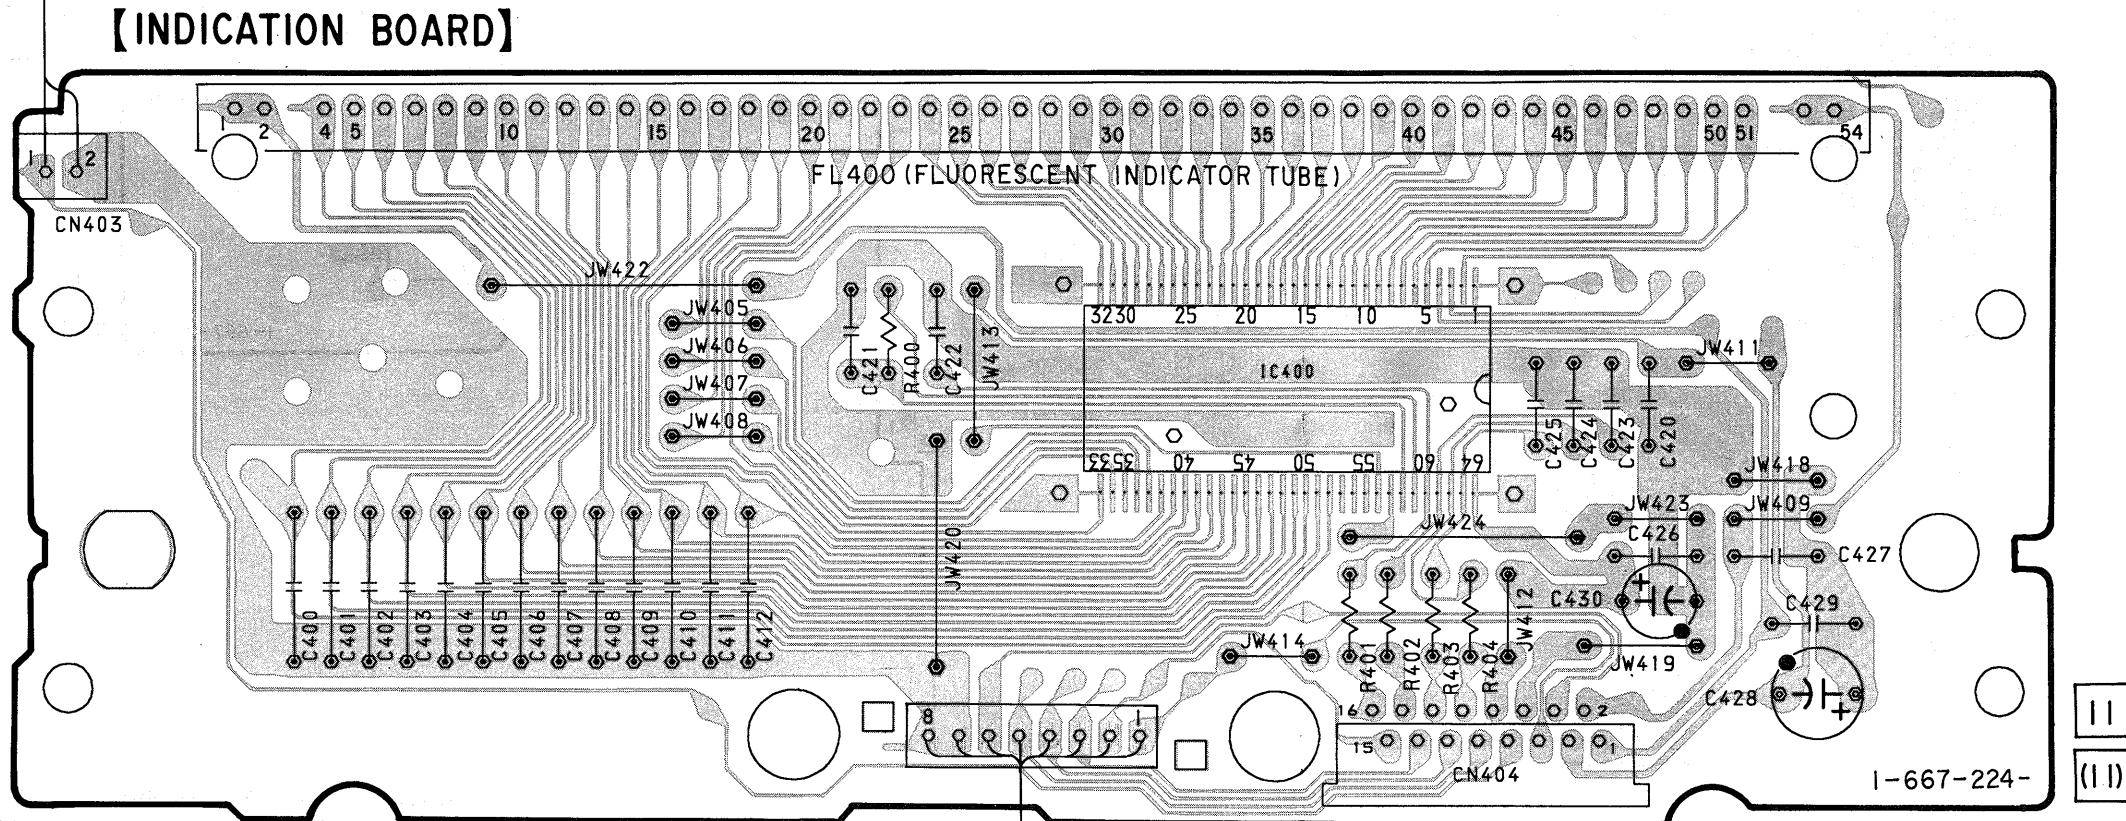 【INDICATION BOARD】
1 2 4 5 10 15 20 25 30 35 40 45 50 51 54
FL400 (FLUORESCENT INDICATOR TUBE)
1 2
CN403
JW422
JW405
JW406
JW407
JW408
C421
R400
C422
JW413
32 30 25 20 15 10 5 1
IC400
33 35 40 45 50 55 60 64
JW411
C425
C424
C423
C420
JW418
JW423
JW409
JW424
C426
C427
JW420
C400
C401
C402
C403
C404
C405
C406
C407
C408
C409
C410
C411
C412
C430
+
C429
JW412
JW414
R401
R402
R403
R404
JW419
C428
+
8 1
16 2
15 1
CN404
1-667-224-
11
(11)